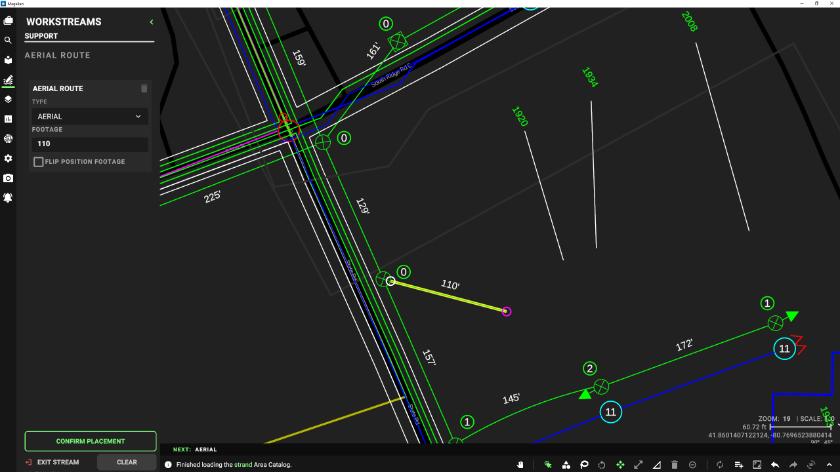 Magellan
WORKSTREAMS
SUPPORT
AERIAL ROUTE
AERIAL ROUTE
TYPE
AERIAL
FOOTAGE
110
FLIP POSITION FOOTAGE
CONFIRM PLACEMENT
EXIT STREAM
CLEAR
0
161'
159'
South Ridge Rd E
2008
1934
1920
0
225'
129'
0
110'
157'
1
172'
11
2
145'
11
1
ZOOM: 19 | SCALE: 1.0
60.72 ft
41.8601407122124, -80.7696523880414
NEXT: AERIAL
Finished loading the strand Area Catalog.